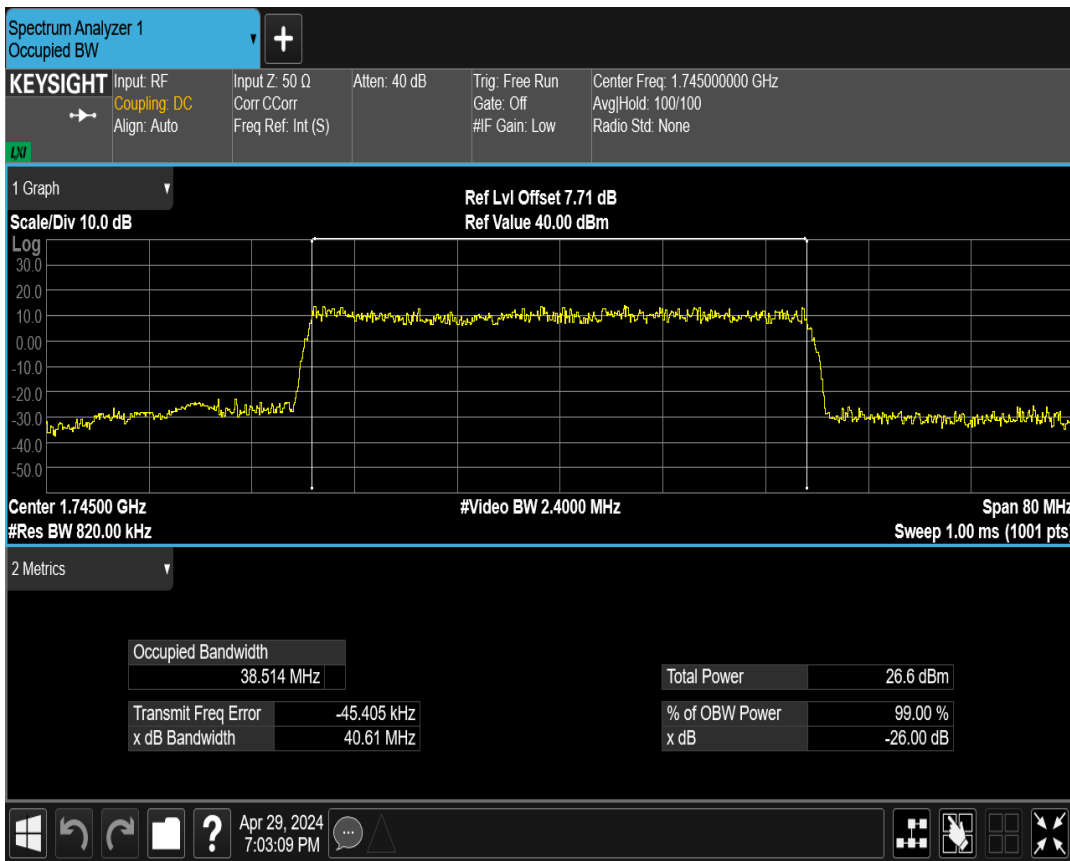 Spectrum Analyzer 1
Occupied BW
KEYSIGHT
LXI
Input: RF
Coupling: DC
Align: Auto
Input Z: 50 Ω
Corr CCorr
Freq Ref: Int (S)
Atten: 40 dB
Trig: Free Run
Gate: Off
#IF Gain: Low
Center Freq: 1.745000000 GHz
Avg|Hold: 100/100
Radio Std: None
1 Graph
Scale/Div 10.0 dB
Ref Lvl Offset 7.71 dB
Ref Value 40.00 dBm
Log
30.0
20.0
10.0
0.00
-10.0
-20.0
-30.0
-40.0
-50.0
Center 1.74500 GHz
#Res BW 820.00 kHz
#Video BW 2.4000 MHz
Span 80 MHz
Sweep 1.00 ms (1001 pts)
2 Metrics
Occupied Bandwidth
38.514 MHz
Transmit Freq Error -45.405 kHz
x dB Bandwidth 40.61 MHz
Total Power 26.6 dBm
% of OBW Power 99.00 %
x dB -26.00 dB
?
Apr 29, 2024
7:03:09 PM